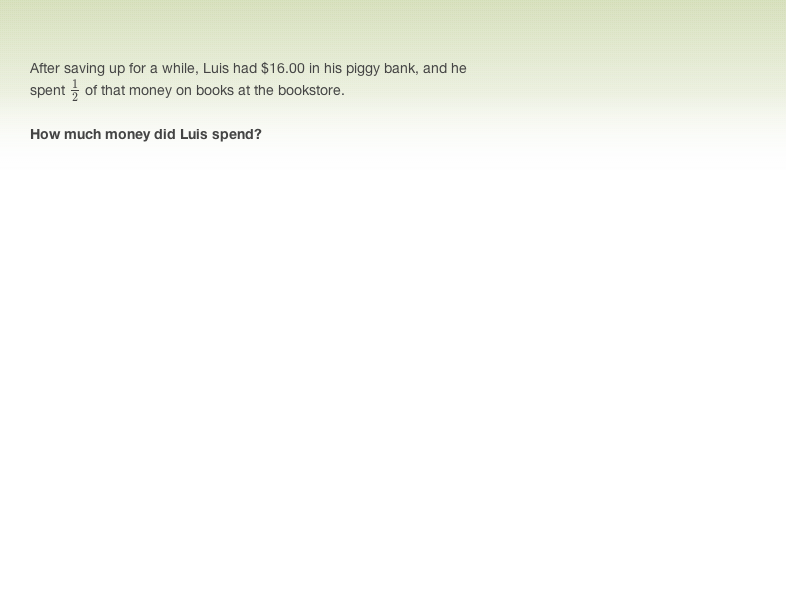 After saving up for a while, Luis had $16.00 in his piggy bank, and he
spent 1/2 of that money on books at the bookstore.
How much money did Luis spend?